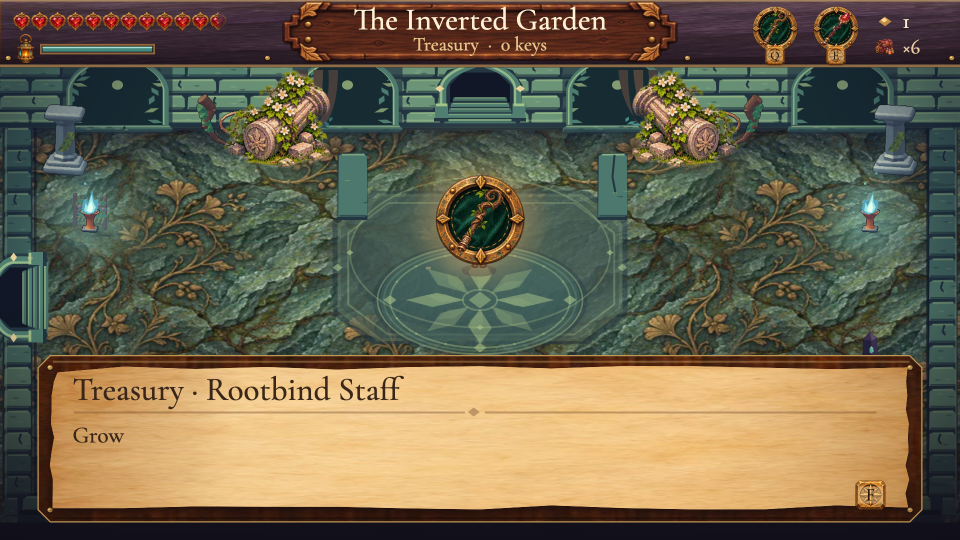 The Inverted Garden
Treasury · 0 keys
Q
E
1
×6
Treasury · Rootbind Staff
Grow
F